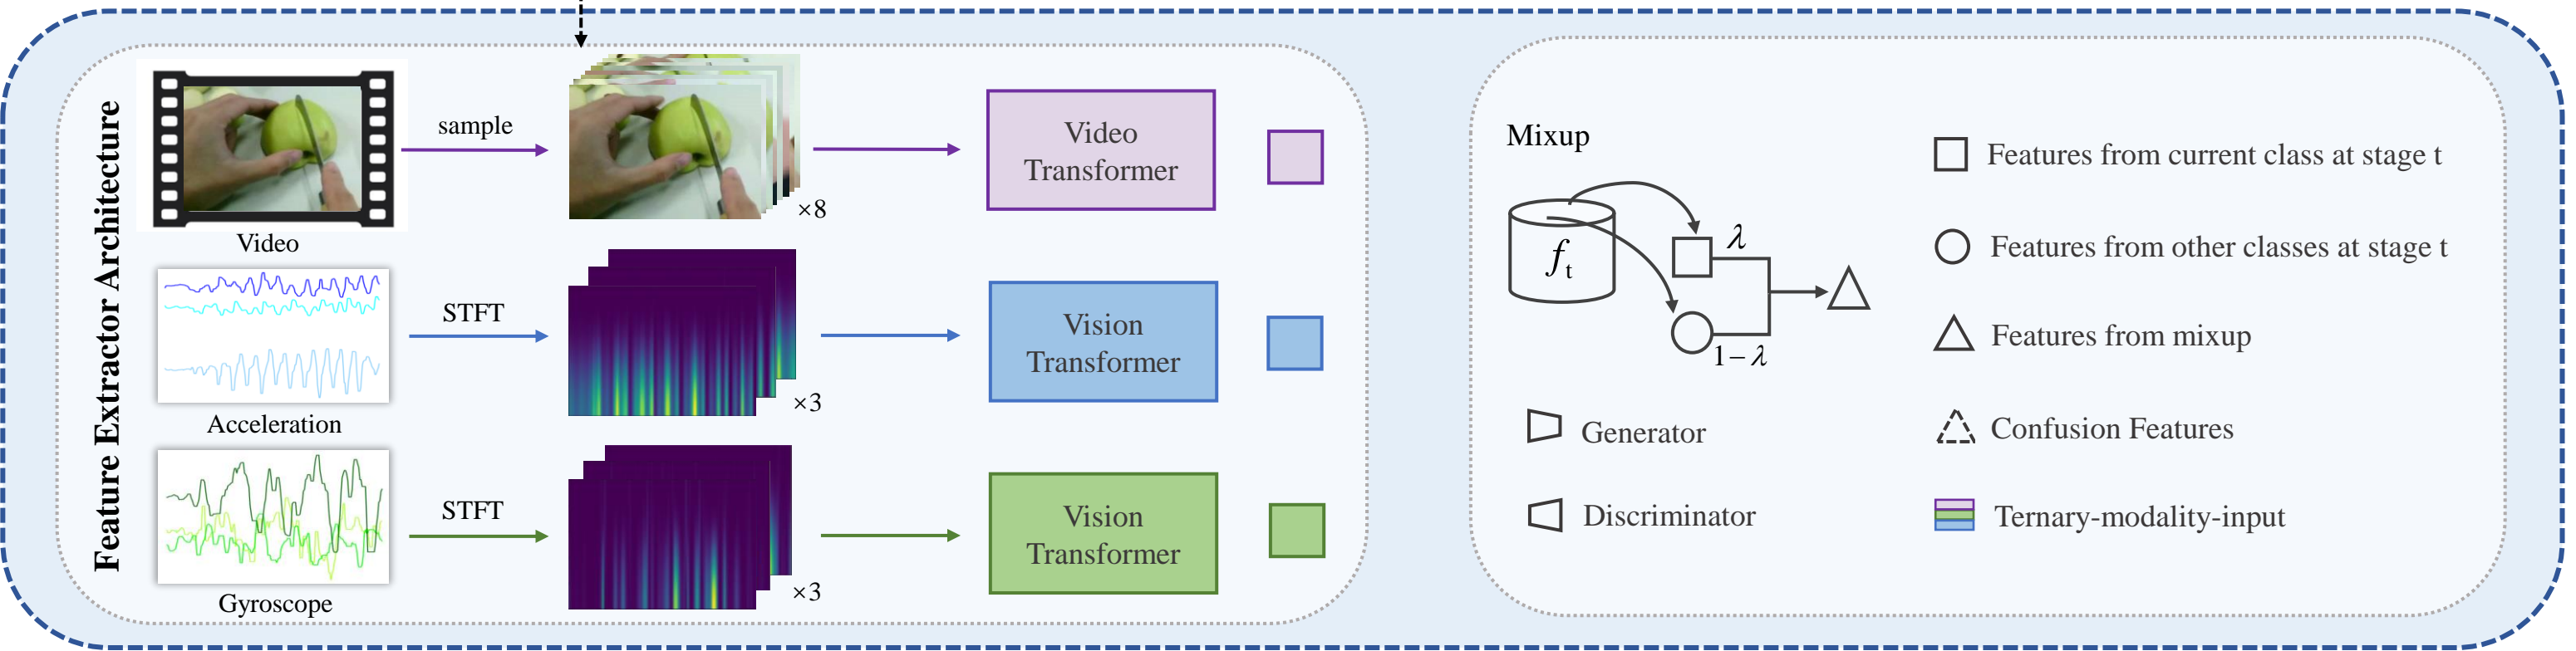 Feature Extractor Architecture
sample
×8
Video
Transformer
Video
STFT
×3
Vision
Transformer
Acceleration
STFT
×3
Vision
Transformer
Gyroscope
Mixup
f t
λ
1−λ
Generator
Discriminator
Features from current class at stage t
Features from other classes at stage t
Features from mixup
Confusion Features
Ternary-modality-input